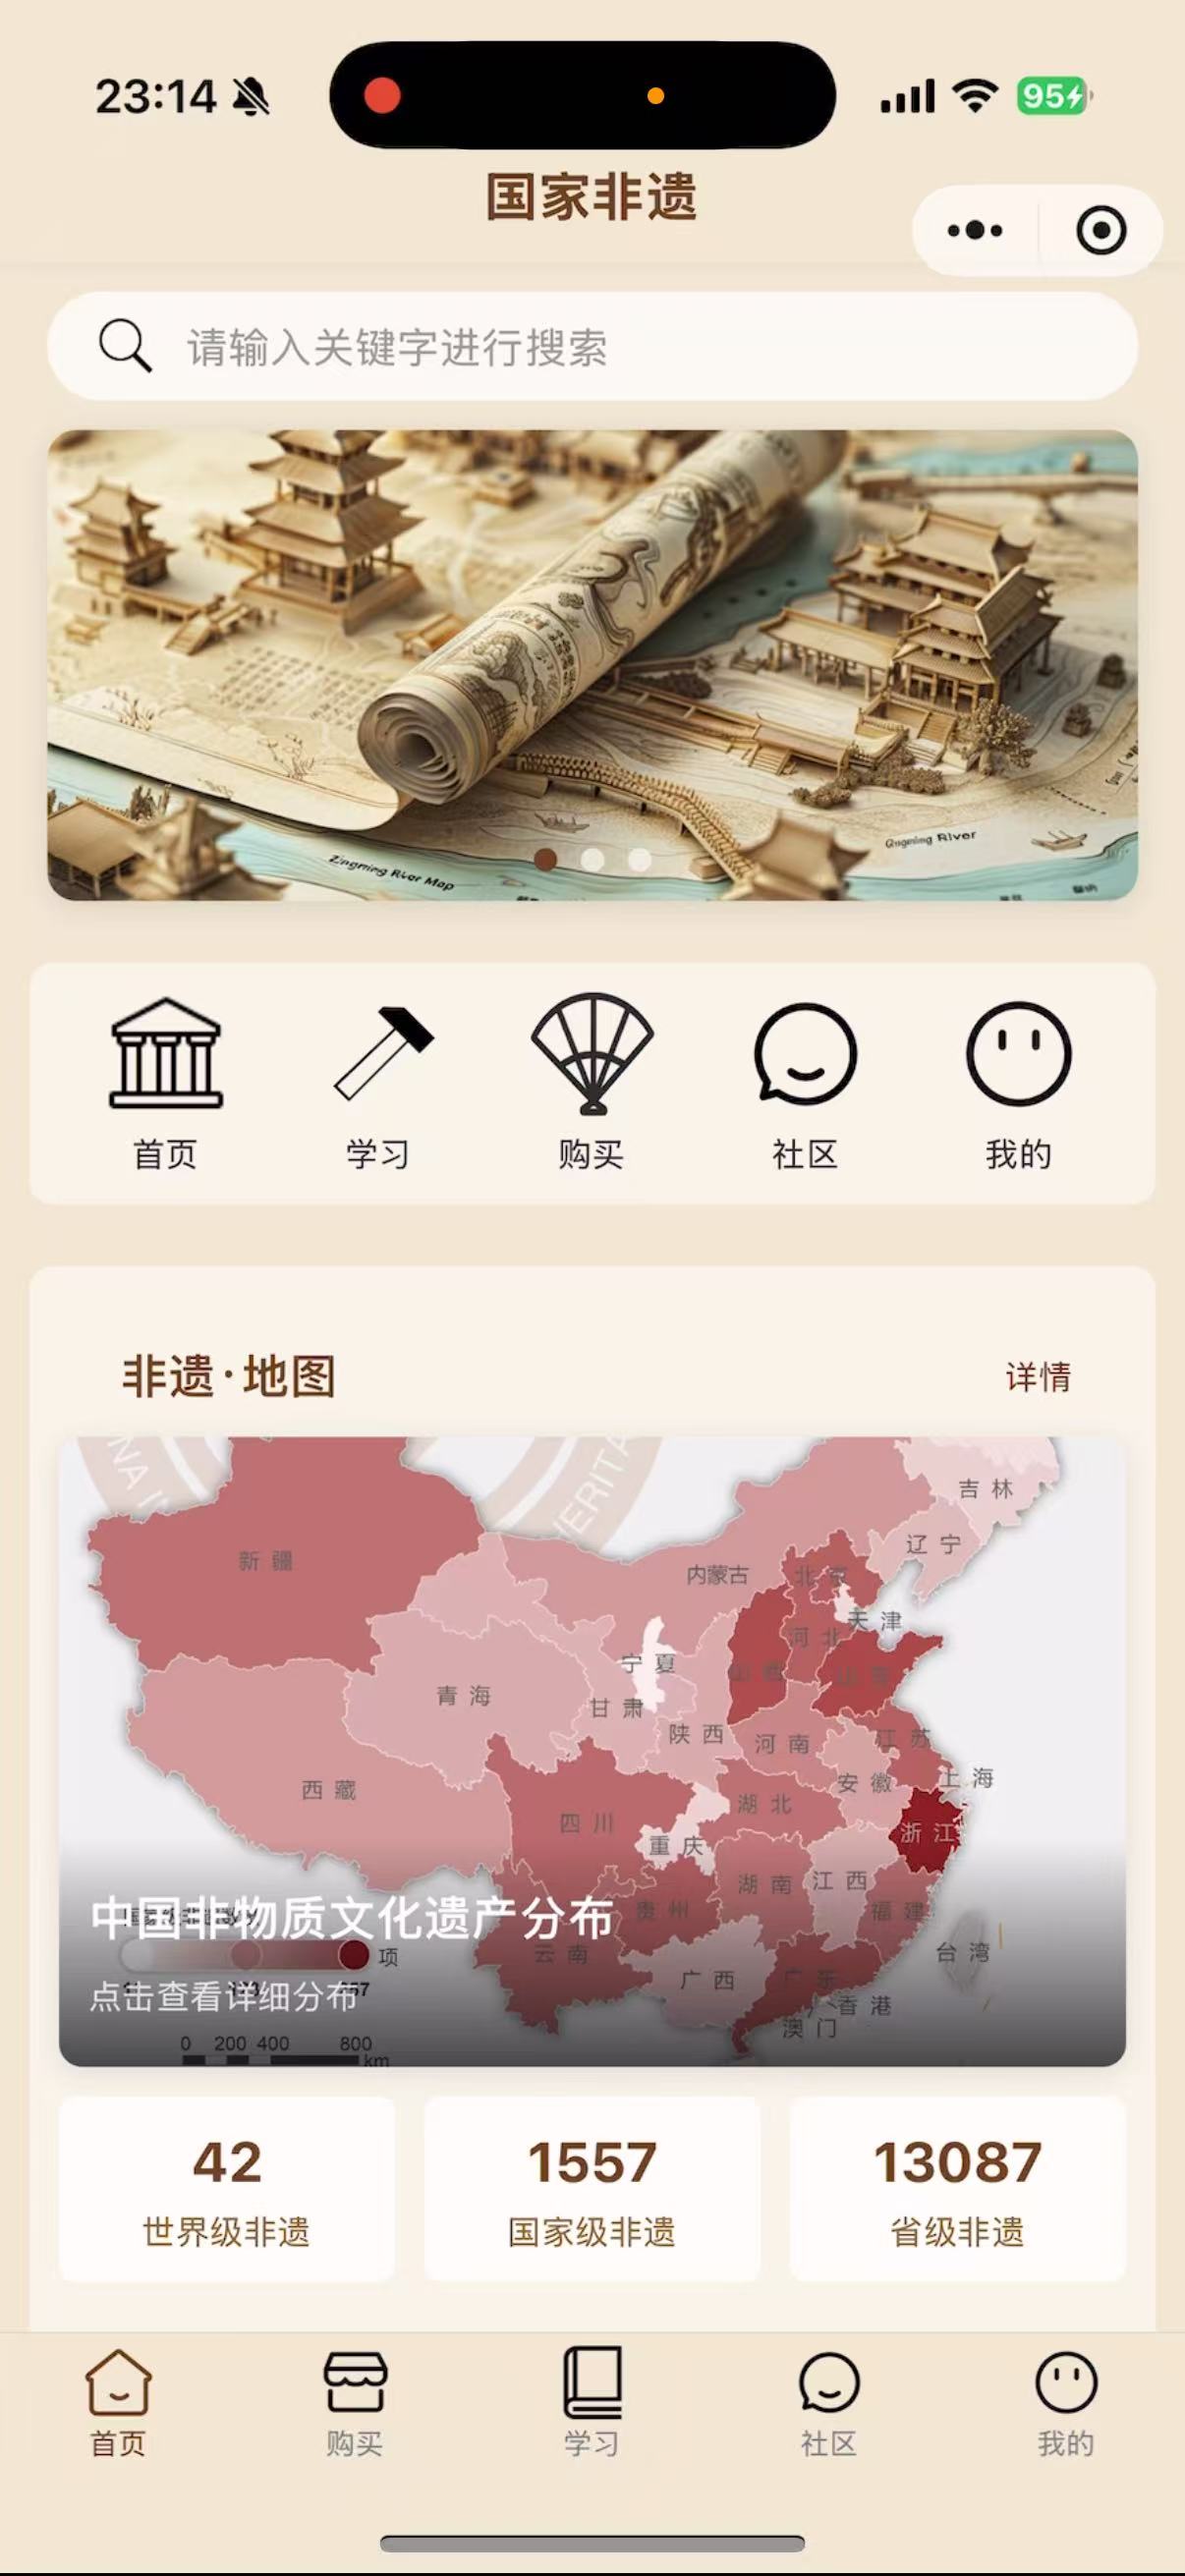 23:14
95
国家非遗
请输入关键字进行搜索
Qingming River
Zingming River Map
首页 学习 购买 社区 我的
非遗·地图 详情
吉林
辽宁
新疆
内蒙古 北京
天津
河北
宁夏
山西 山东
青海
甘肃
陕西 河南 江苏
上海
安徽
西藏
湖北
四川
浙江
重庆
湖南 江西
贵州 福建
中国非物质文化遗产分布
云南 台湾
项
广西 广东
点击查看详细分布
香港
澳门
0 200 400 800
km
42 1557 13087
世界级非遗 国家级非遗 省级非遗
首页 购买 学习 社区 我的